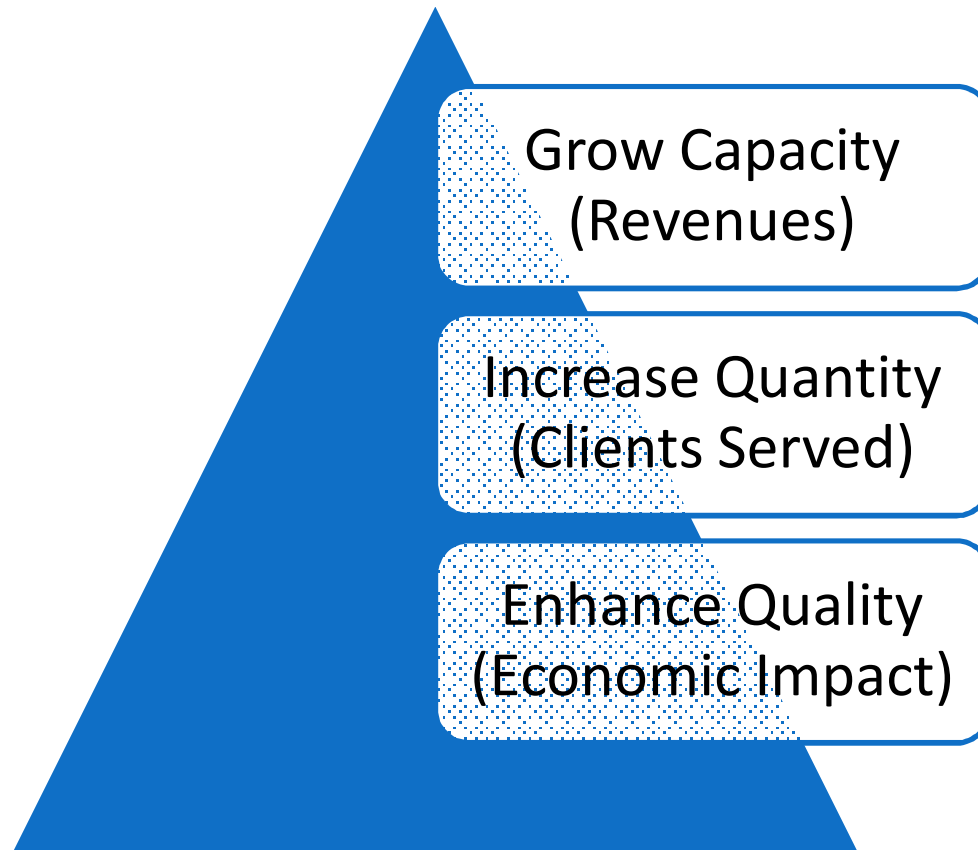 Grow Capacity
(Revenues)
Increase Quantity
(Clients Served)
Enhance Quality
(Economic Impact)